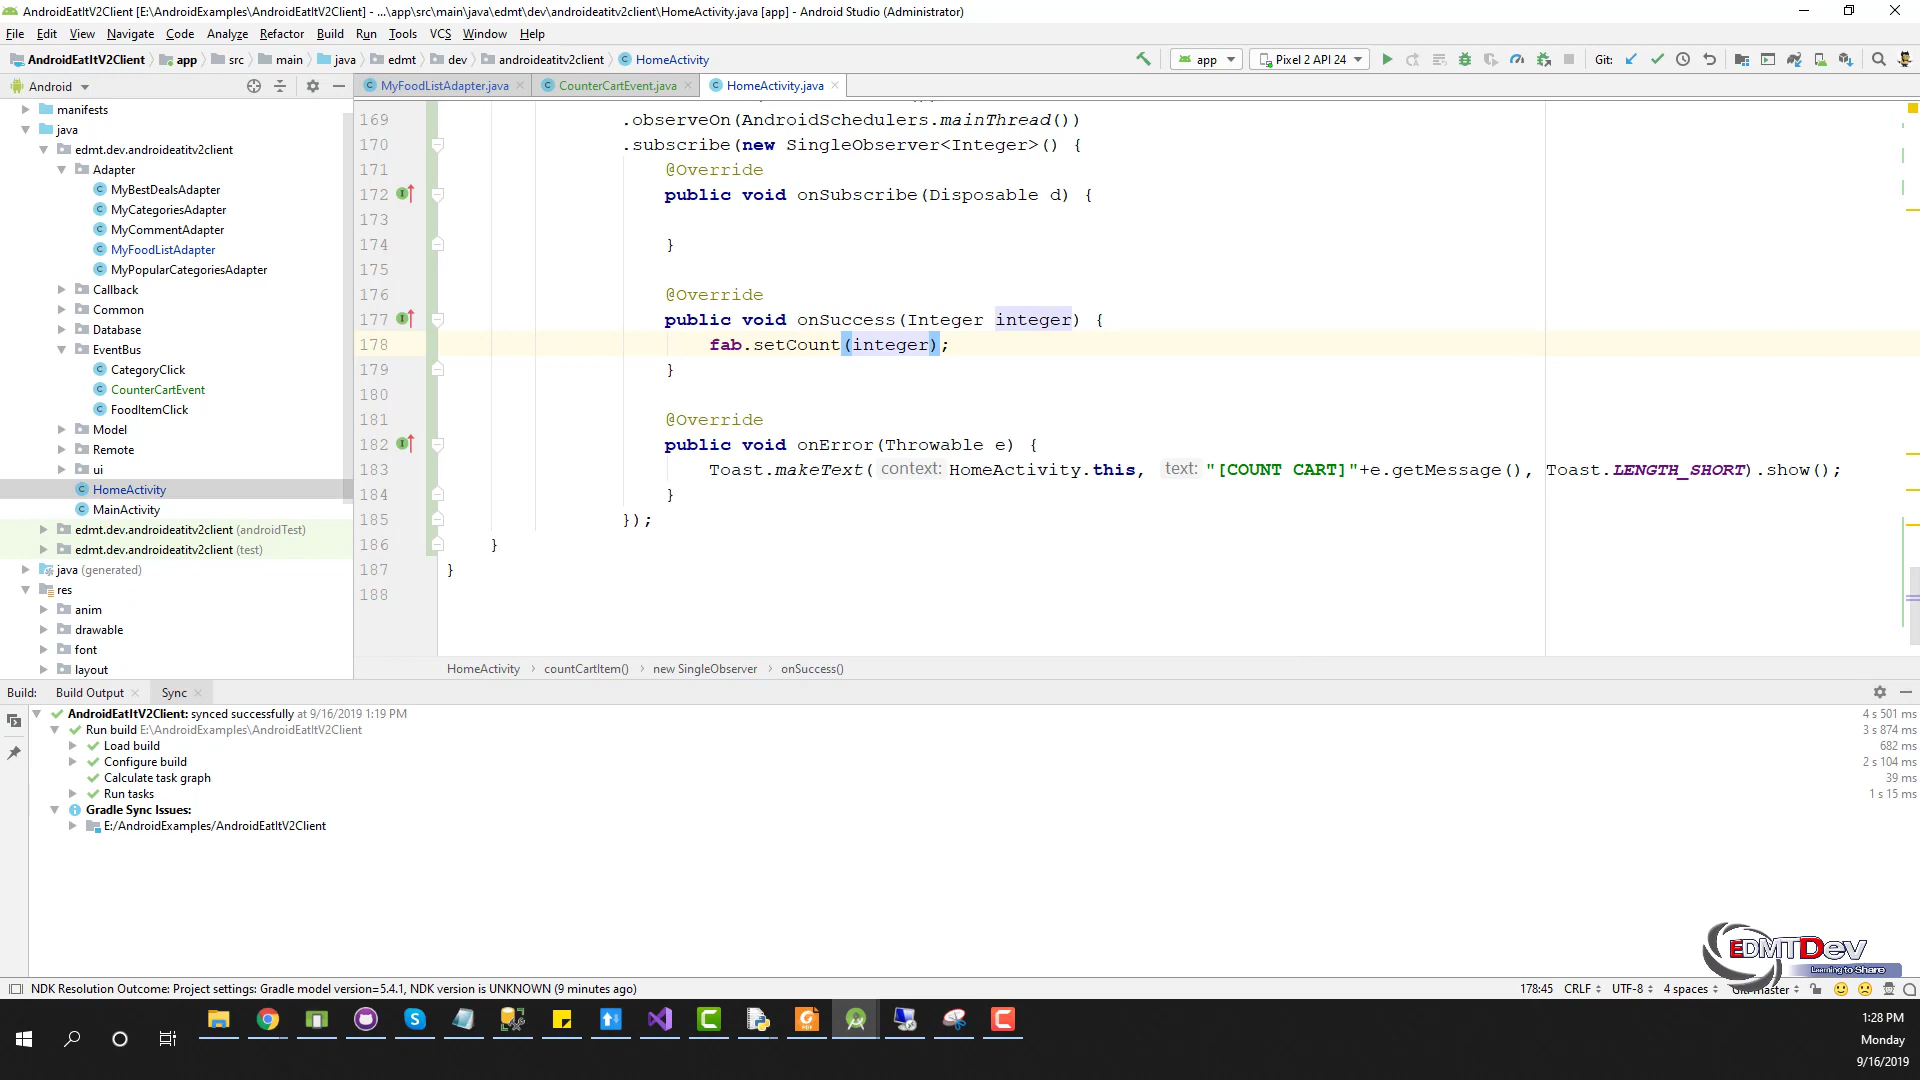 AndroidEatItV2Client [E:\AndroidExamples\AndroidEatItV2Client] - ...\app\src\main\java\edmt\dev\androideatitv2client\HomeActivity.java [app] - Android Studio (Administrator)
File Edit View Navigate Code Analyze Refactor Build Run Tools VCS Window Help
AndroidEatItV2Client app src main java edmt dev androideatitv2client HomeActivity app Pixel 2 API 24 Git:
Android MyFoodListAdapter.java CounterCartEvent.java HomeActivity.java
manifests
java
edmt.dev.androideatitv2client
Adapter
MyBestDealsAdapter
MyCategoriesAdapter
MyCommentAdapter
MyFoodListAdapter
MyPopularCategoriesAdapter
Callback
Common
Database
EventBus
CategoryClick
CounterCartEvent
FoodItemClick
Model
Remote
ui
HomeActivity
MainActivity
edmt.dev.androideatitv2client (androidTest)
edmt.dev.androideatitv2client (test)
java (generated)
res
anim
drawable
font
layout
169 .observeOn(AndroidSchedulers.mainThread())
170 .subscribe(new SingleObserver<Integer>() {
171 @Override
172 public void onSubscribe(Disposable d) {
173
174 }
175
176 @Override
177 public void onSuccess(Integer integer) {
178 fab.setCount(integer);
179 }
180
181 @Override
182 public void onError(Throwable e) {
183 Toast.makeText( context: HomeActivity.this, text: "[COUNT CART]"+e.getMessage(), Toast.LENGTH_SHORT).show();
184 }
185 });
186 }
187 }
188
HomeActivity › countCartItem() › new SingleObserver › onSuccess()
Build: Build Output Sync
AndroidEatItV2Client: synced successfully at 9/16/2019 1:19 PM 4 s 501 ms
Run build E:\AndroidExamples\AndroidEatItV2Client 3 s 874 ms
Load build 682 ms
Configure build 2 s 104 ms
Calculate task graph 39 ms
Run tasks 1 s 15 ms
Gradle Sync Issues:
E:/AndroidExamples/AndroidEatItV2Client
EDMTDev
Learning to Share
NDK Resolution Outcome: Project settings: Gradle model version=5.4.1, NDK version is UNKNOWN (9 minutes ago) 178:45 CRLF UTF-8 4 spaces Git: master
1:28 PM
Monday
9/16/2019